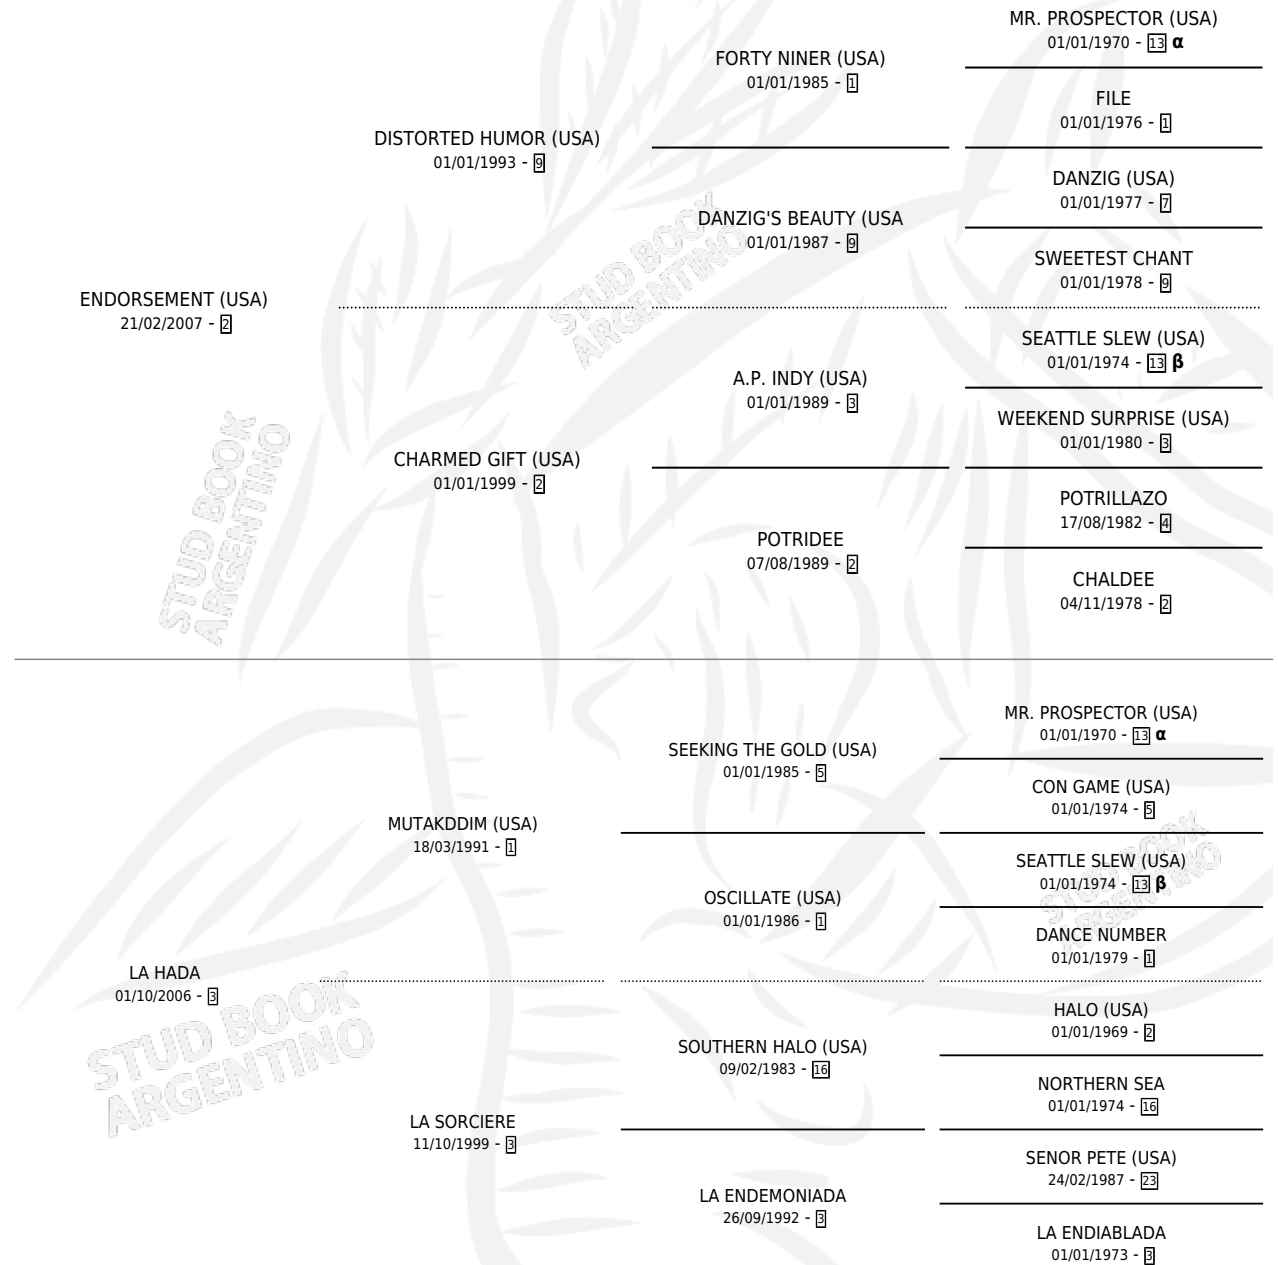 MR. PROSPECTOR (USA)
01/01/1970 - 13 α
FORTY NINER (USA)
01/01/1985 - 1
FILE
01/01/1976 - 1
DISTORTED HUMOR (USA)
01/01/1993 - 9
DANZIG (USA)
01/01/1977 - 7
DANZIG'S BEAUTY (USA
01/01/1987 - 9
SWEETEST CHANT
01/01/1978 - 9
ENDORSEMENT (USA)
21/02/2007 - 2
SEATTLE SLEW (USA)
01/01/1974 - 13 β
A.P. INDY (USA)
01/01/1989 - 3
WEEKEND SURPRISE (USA)
01/01/1980 - 3
CHARMED GIFT (USA)
01/01/1999 - 2
POTRILLAZO
17/08/1982 - 4
POTRIDEE
07/08/1989 - 2
CHALDEE
04/11/1978 - 2
MR. PROSPECTOR (USA)
01/01/1970 - 13 α
SEEKING THE GOLD (USA)
01/01/1985 - 5
CON GAME (USA)
01/01/1974 - 5
MUTAKDDIM (USA)
18/03/1991 - 1
SEATTLE SLEW (USA)
01/01/1974 - 13 β
OSCILLATE (USA)
01/01/1986 - 1
DANCE NUMBER
01/01/1979 - 1
LA HADA
01/10/2006 - 3
HALO (USA)
01/01/1969 - 2
SOUTHERN HALO (USA)
09/02/1983 - 16
NORTHERN SEA
01/01/1974 - 16
LA SORCIERE
11/10/1999 - 3
SENOR PETE (USA)
24/02/1987 - 23
LA ENDEMONIADA
26/09/1992 - 3
LA ENDIABLADA
01/01/1973 - 3
STUD BOOK
ARGENTINO
STUD BOOK
ARGENTINO
STUD BOOK
ARGENTINO
STUD BOOK
ARGENTINO